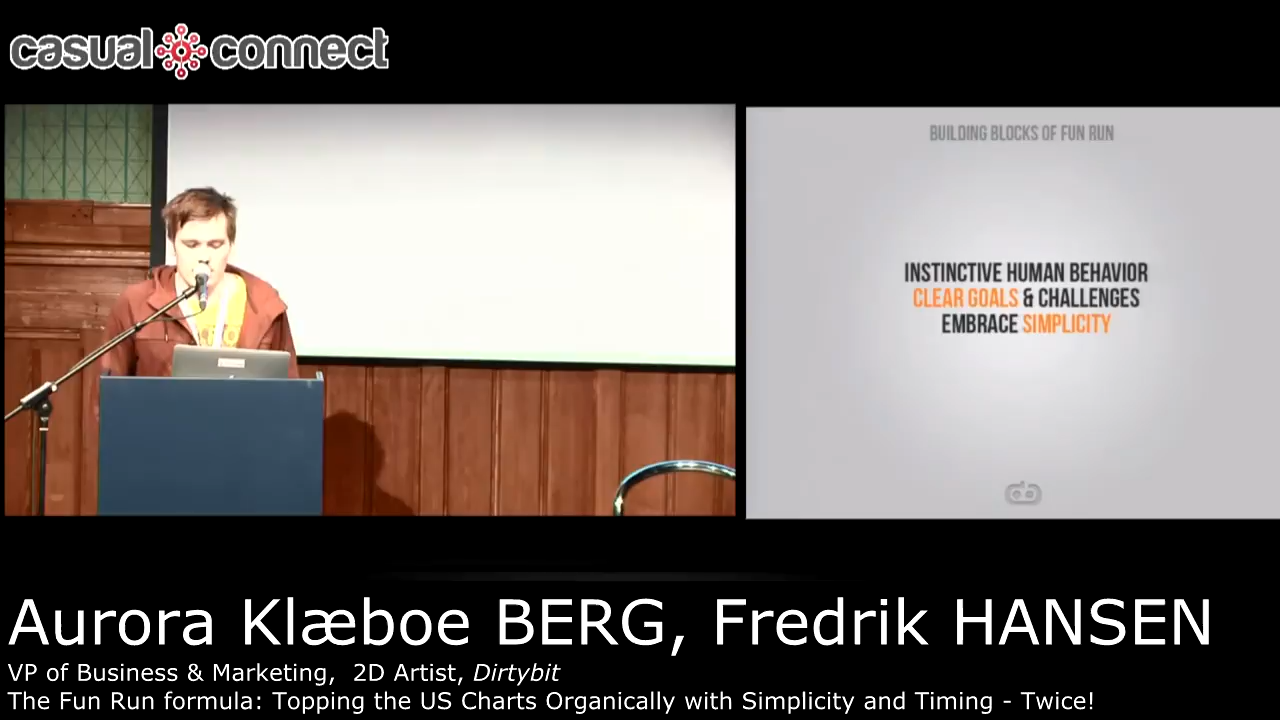 casual connect
BUILDING BLOCKS OF FUN RUN
INSTINCTIVE HUMAN BEHAVIOR
CLEAR GOALS & CHALLENGES
EMBRACE SIMPLICITY
Aurora Klæboe BERG, Fredrik HANSEN
VP of Business & Marketing,  2D Artist, Dirtybit
The Fun Run formula: Topping the US Charts Organically with Simplicity and Timing - Twice!